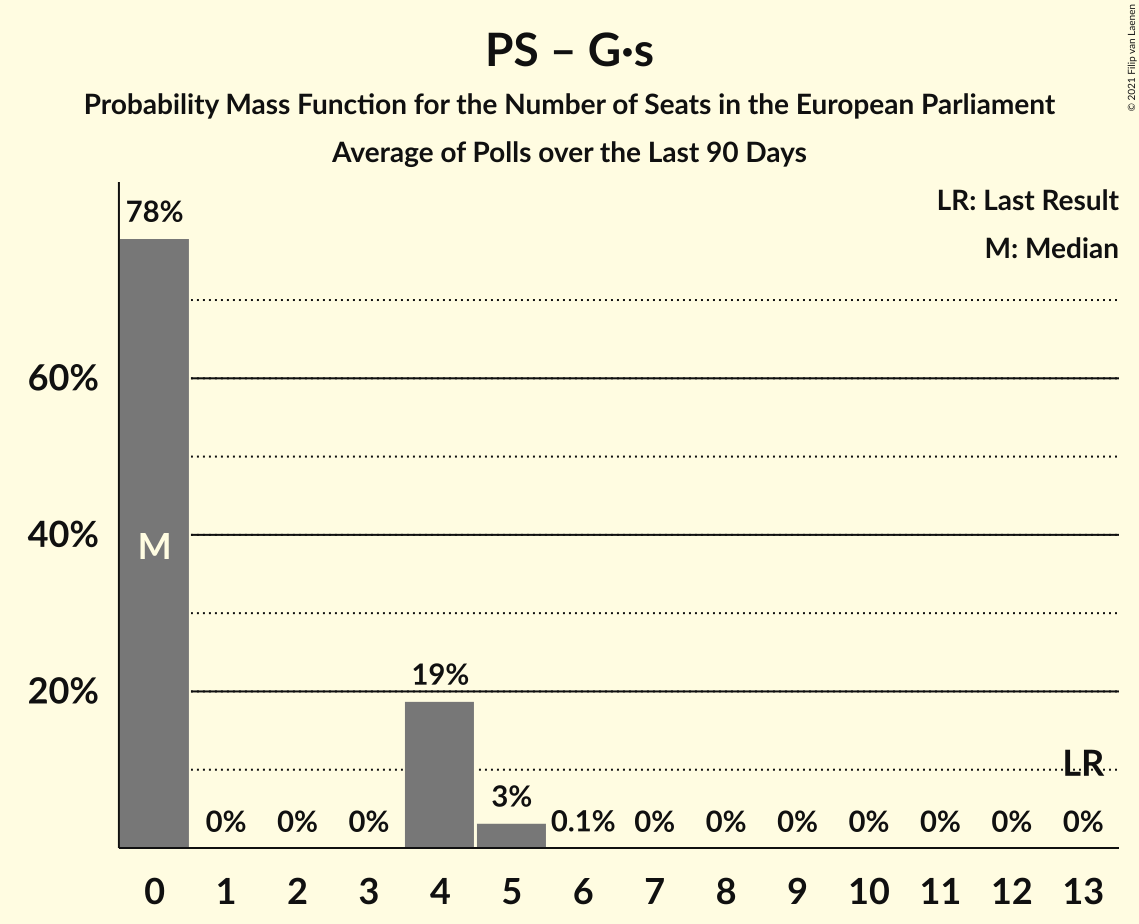 PS – G·s
Probability Mass Function for the Number of Seats in the European Parliament
Average of Polls over the Last 90 Days
© 2021 Filip van Laenen
LR: Last Result
M: Median
78%
60%
40%
20%
M
19%
3%
LR
0% 0% 0% 0.1% 0% 0% 0% 0% 0% 0% 0%
0 1 2 3 4 5 6 7 8 9 10 11 12 13